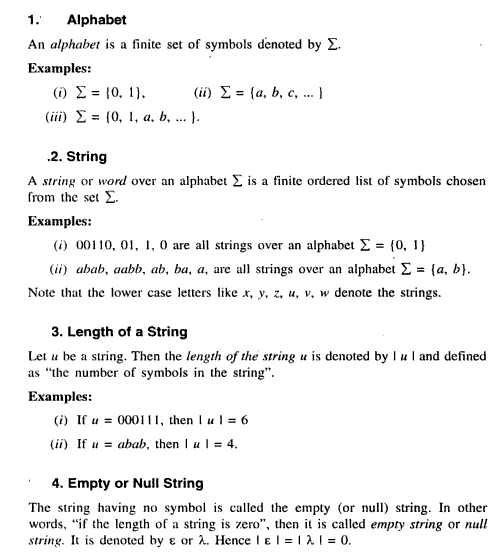 1. Alphabet
An alphabet is a finite set of symbols denoted by Σ.
Examples:
(i) Σ = {0, 1}, (ii) Σ = {a, b, c, ... }
(iii) Σ = {0, 1, a, b, ... }.
.2. String
A string or word over an alphabet Σ is a finite ordered list of symbols chosen
from the set Σ.
Examples:
(i) 00110, 01, 1, 0 are all strings over an alphabet Σ = {0, 1}
(ii) abab, aabb, ab, ba, a, are all strings over an alphabet Σ = {a, b}.
Note that the lower case letters like x, y, z, u, v, w denote the strings.
3. Length of a String
Let u be a string. Then the length of the string u is denoted by | u | and defined
as “the number of symbols in the string”.
Examples:
(i) If u = 000111, then | u | = 6
(ii) If u = abab, then | u | = 4.
4. Empty or Null String
The string having no symbol is called the empty (or null) string. In other
words, “if the length of a string is zero”, then it is called empty string or null
string. It is denoted by ε or λ. Hence | ε | = | λ | = 0.